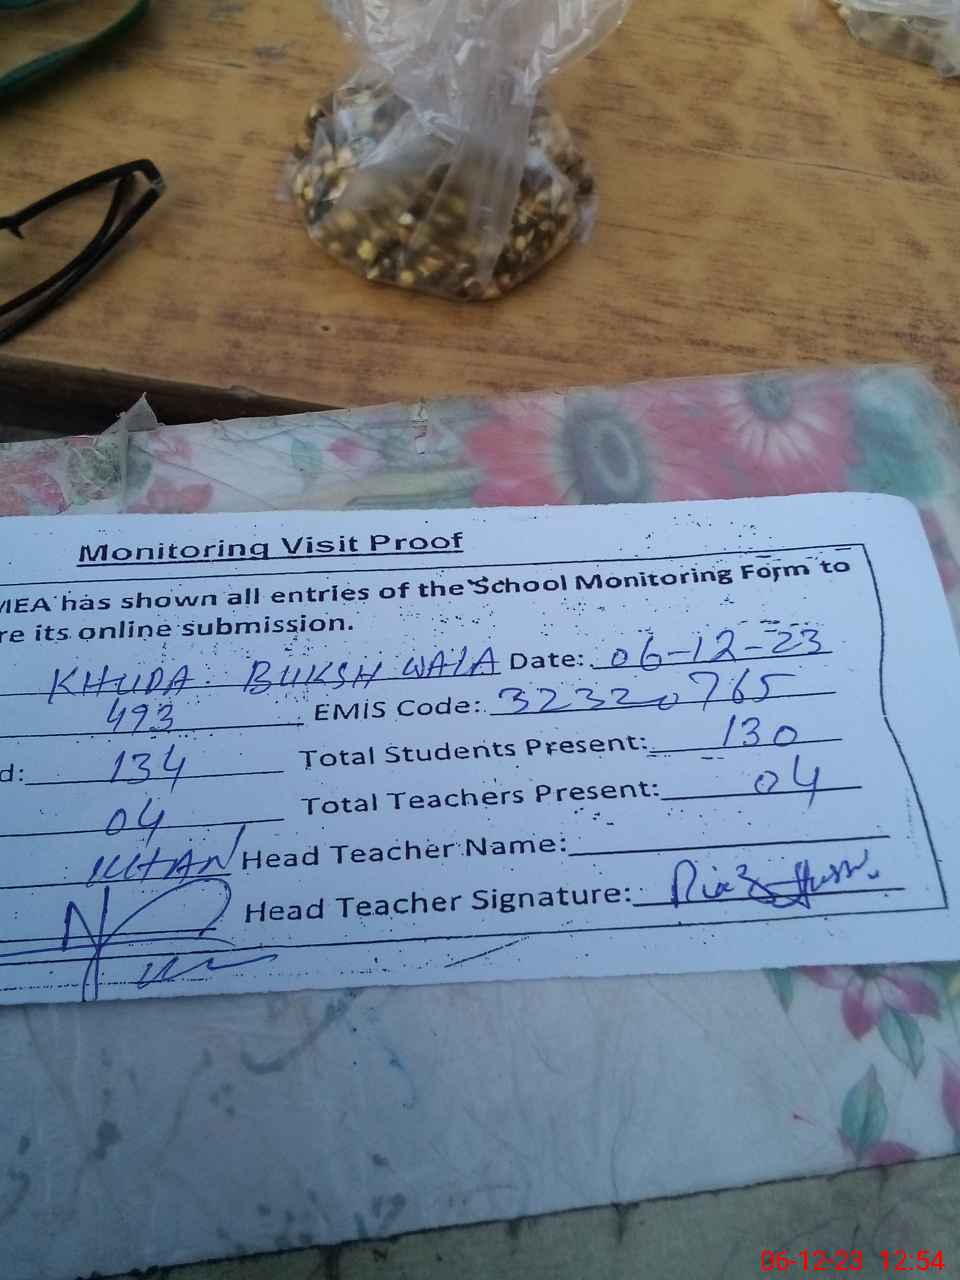 Monitoring Visit Proof
MEA has shown all entries of the School Monitoring Form to
re its online submission.
KHUDA BUKSH WALA Date: 06-12-23
493 EMIS Code: 32320765
d: 134 Total Students Present: 130
04 Total Teachers Present: 04
KHAN Head Teacher Name:
Head Teacher Signature:
06-12-23 12:54